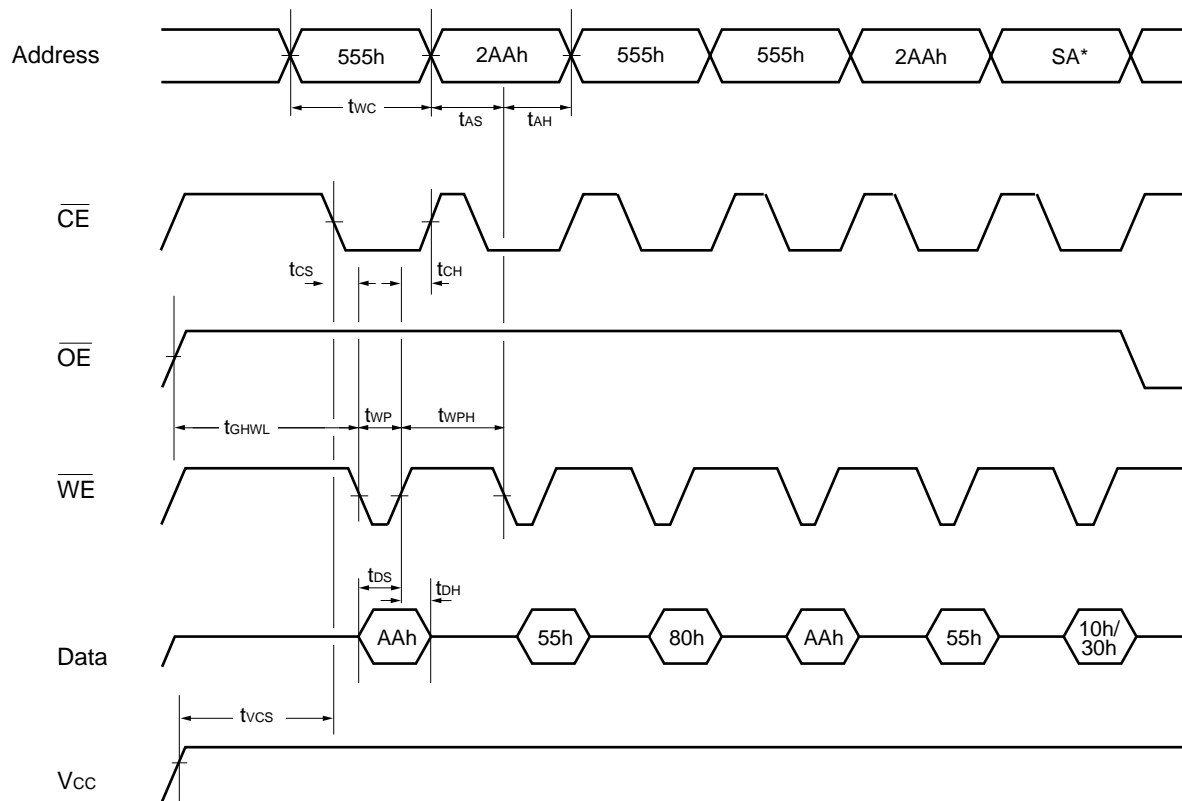 Address
555h 2AAh 555h 555h 2AAh SA*
tWC tAS tAH
CE
tCS tCH
OE
tGHWL tWP tWPH
WE
tDS tDH
Data
AAh 55h 80h AAh 55h 10h/
30h
tVCS
VCC